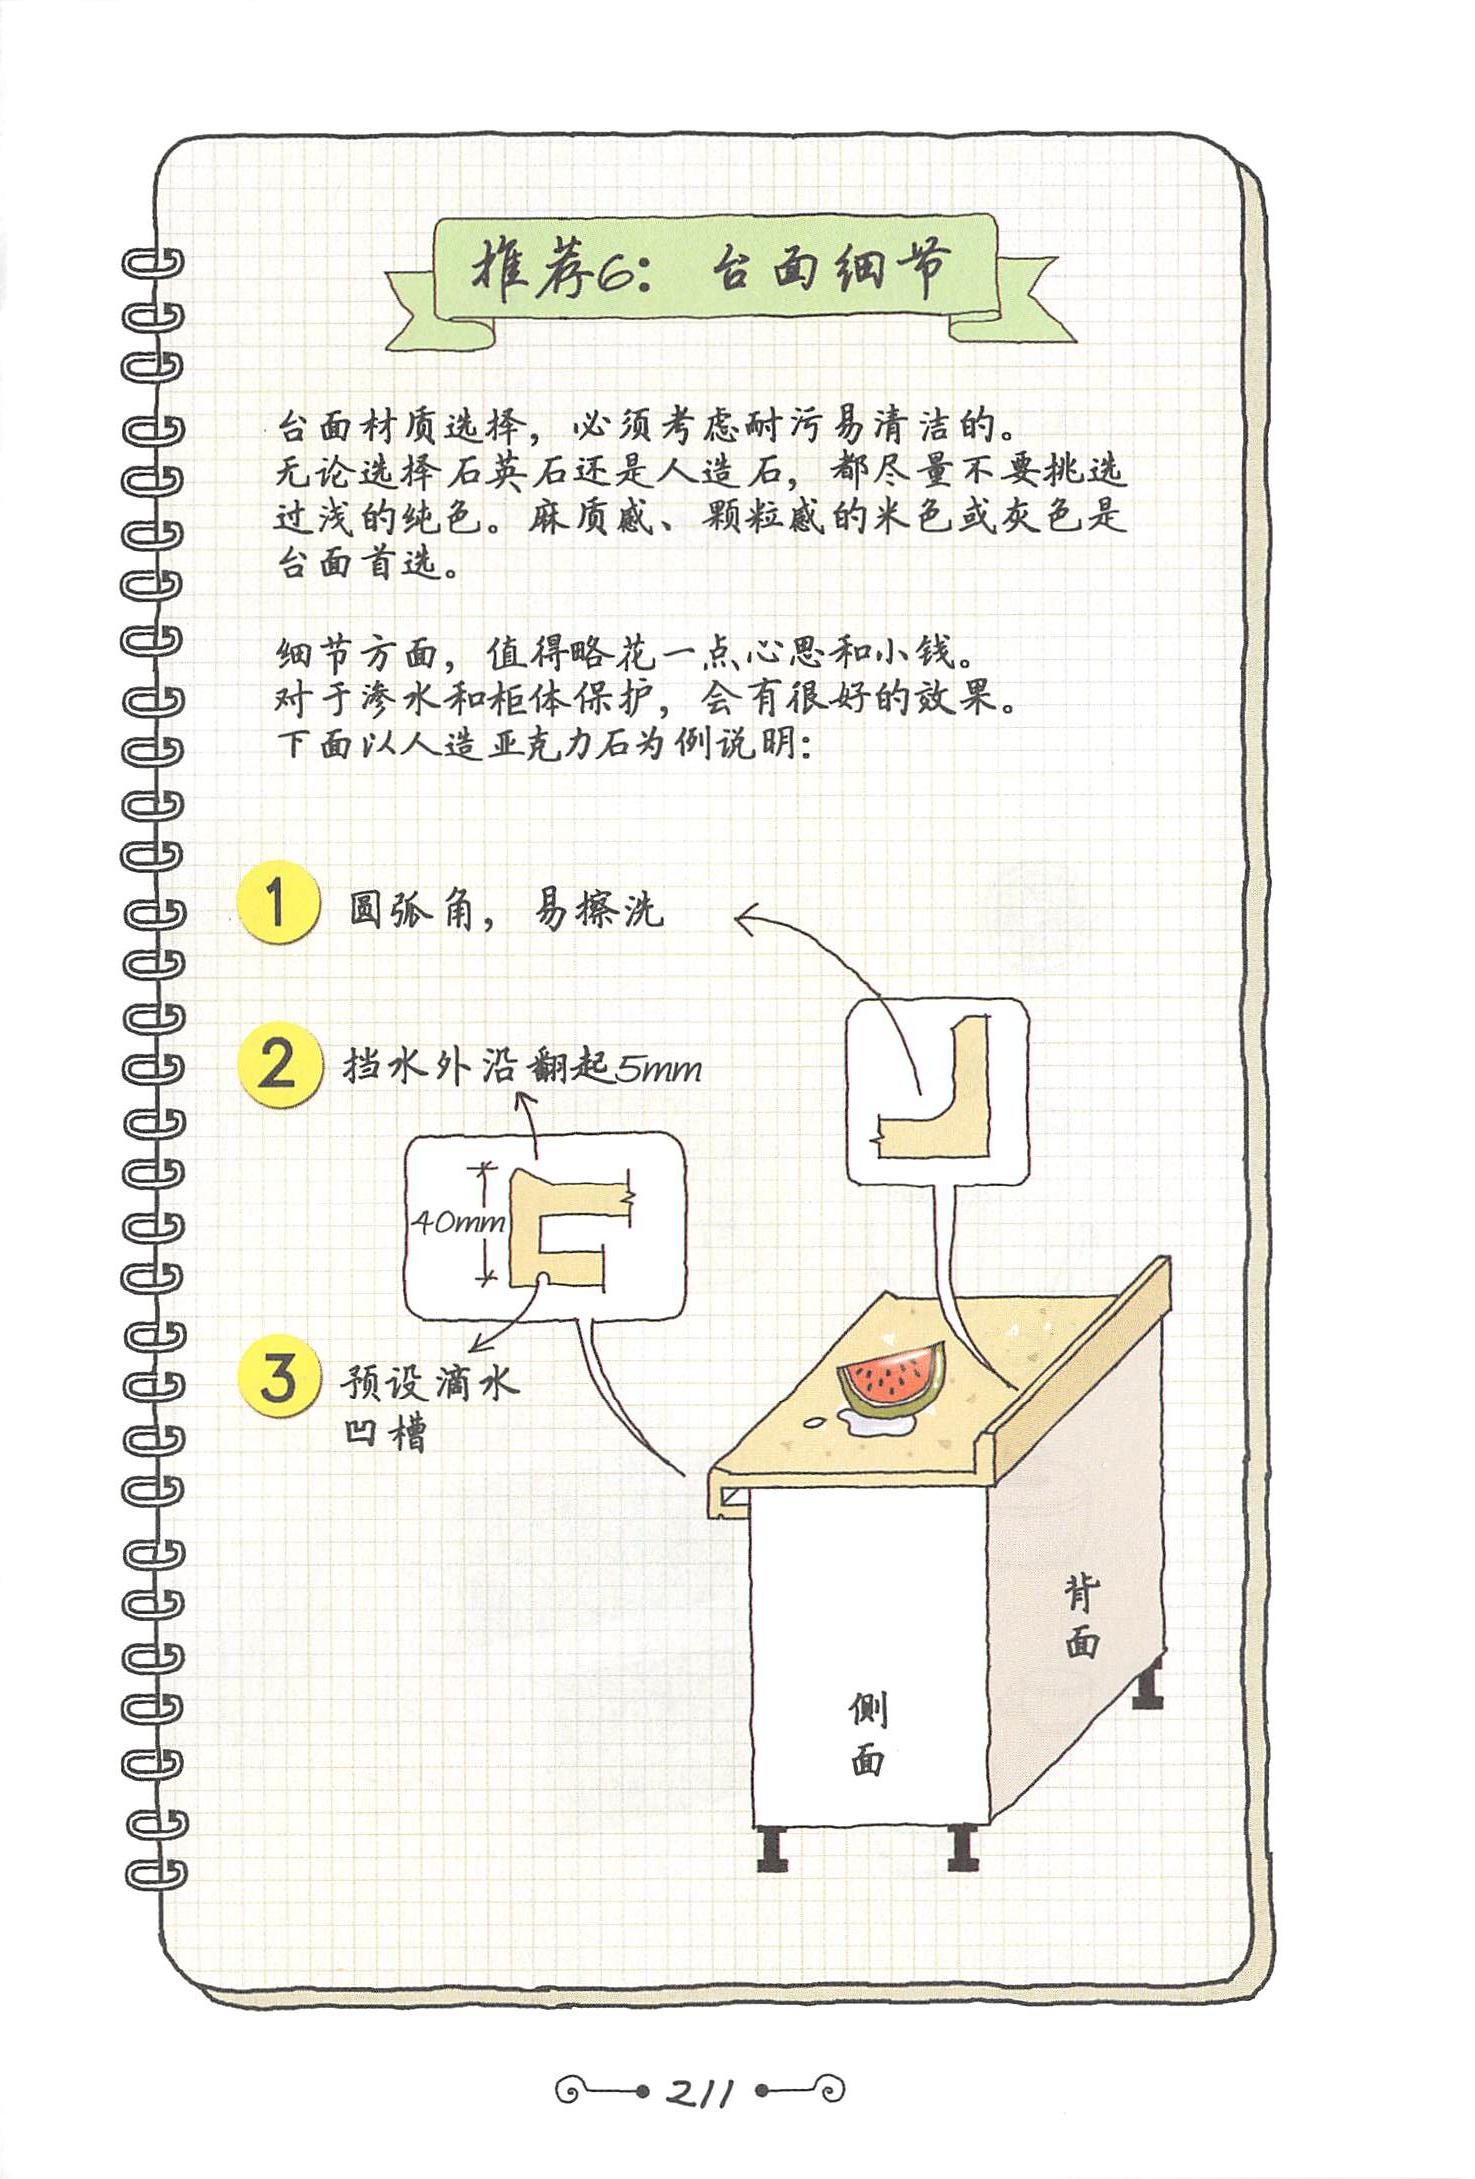 推荐6：台面细节
台面材质选择，必须考虑耐污易清洁的。
无论选择石英石还是人造石，都尽量不要挑选
过浅的纯色。麻质感、颗粒感的米色或灰色是
台面首选。
细节方面，值得略花一点心思和小钱。
对于渗水和柜体保护，会有很好的效果。
下面以人造亚克力石为例说明：
1 圆弧角，易擦洗
2 挡水外沿翻起5mm
40mm
3 预设滴水
凹槽
背面
侧面
211